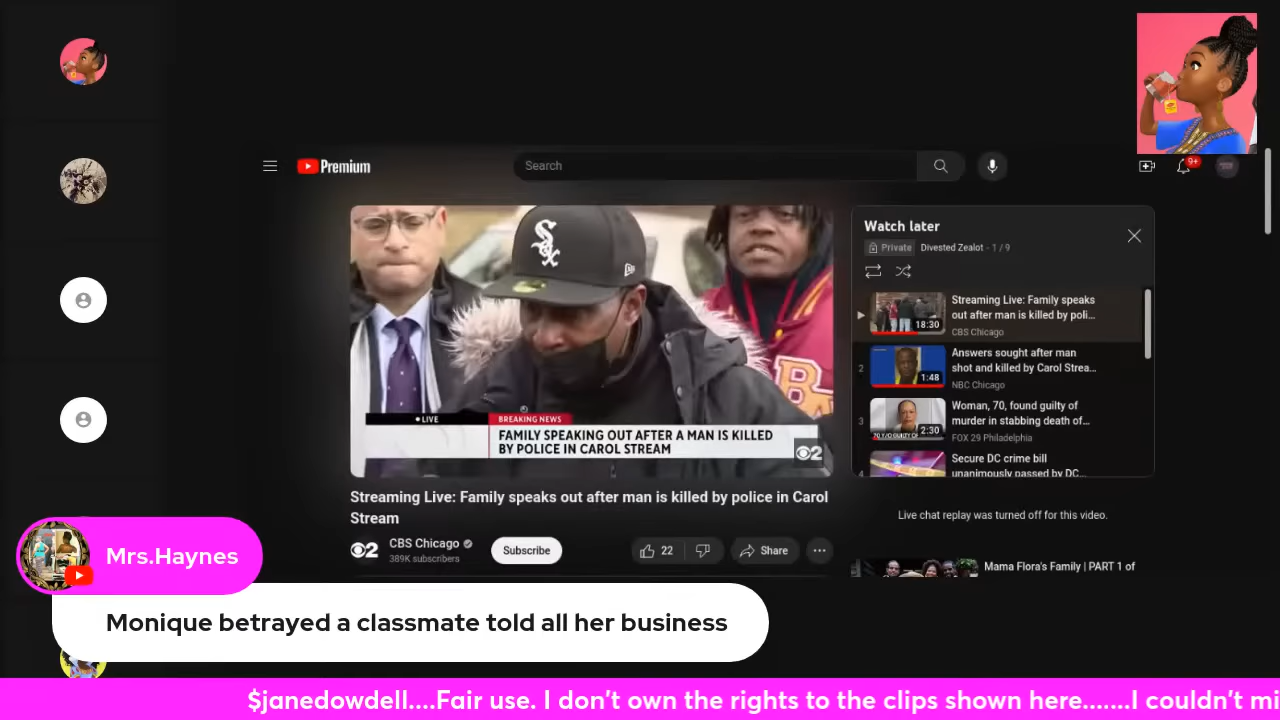 Premium
Search
9+
LIVE
BREAKING NEWS
FAMILY SPEAKING OUT AFTER A MAN IS KILLED
BY POLICE IN CAROL STREAM
2
Streaming Live: Family speaks out after man is killed by police in Carol
Stream
CBS Chicago
389K subscribers
Subscribe
22
Share
Watch later
Private Divested Zealot - 1 / 9
Streaming Live: Family speaks
out after man is killed by poli...
CBS Chicago
18:30
2
Answers sought after man
shot and killed by Carol Strea...
NBC Chicago
1:48
3
Woman, 70, found guilty of
murder in stabbing death of...
FOX 29 Philadelphia
2:30
4
Secure DC crime bill
unanimously passed by DC...
Live chat replay was turned off for this video.
Mama Flora's Family | PART 1 of
Mrs.Haynes
Monique betrayed a classmate told all her business
$janedowdell....Fair use. I don't own the rights to the clips shown here.......I couldn't mi